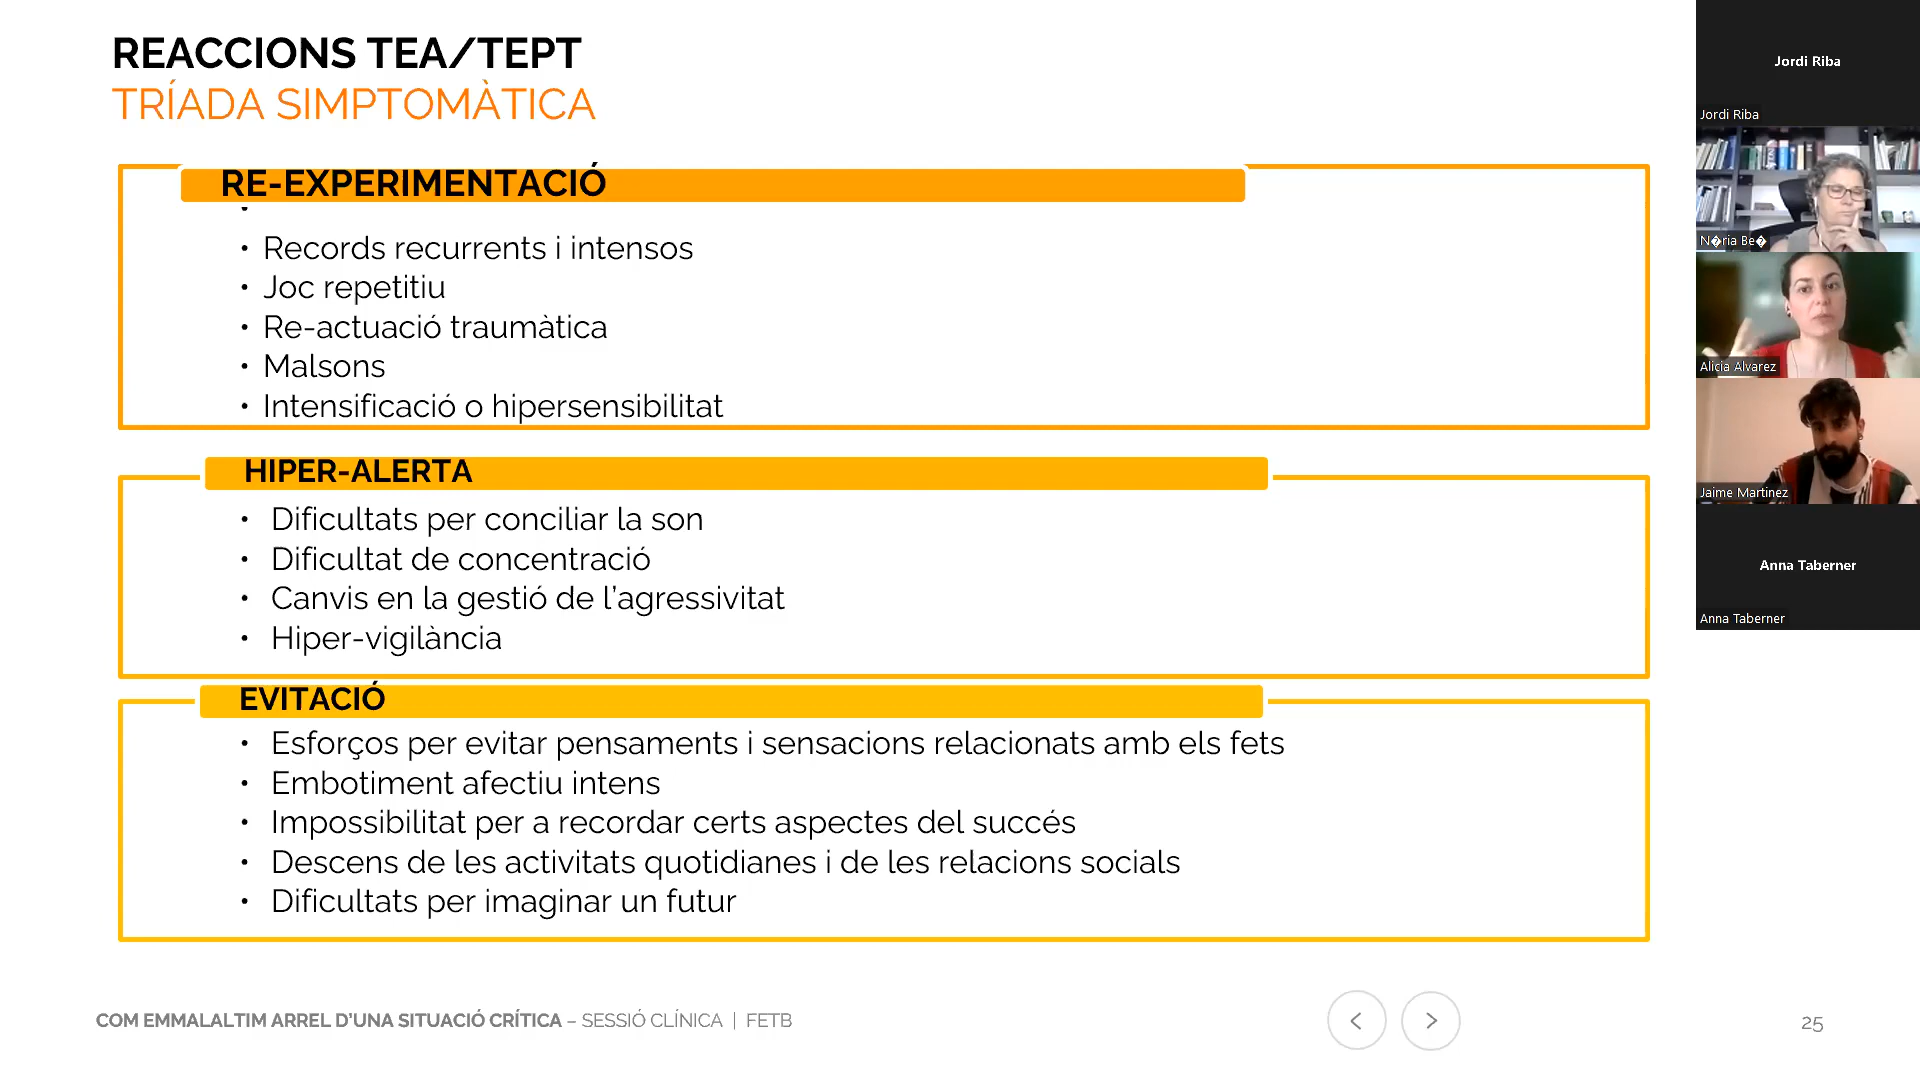 REACCIONS TEA/TEPT
TRÍADA SIMPTOMÀTICA
RE-EXPERIMENTACIÓ
• Records recurrents i intensos
• Joc repetitiu
• Re-actuació traumàtica
• Malsons
• Intensificació o hipersensibilitat
HIPER-ALERTA
• Dificultats per conciliar la son
• Dificultat de concentració
• Canvis en la gestió de l’agressivitat
• Hiper-vigilància
EVITACIÓ
• Esforços per evitar pensaments i sensacions relacionats amb els fets
• Embotiment afectiu intens
• Impossibilitat per a recordar certs aspectes del succés
• Descens de les activitats quotidianes i de les relacions socials
• Dificultats per imaginar un futur
COM EMMALALTIM ARREL D’UNA SITUACIÓ CRÍTICA – SESSIÓ CLÍNICA | FETB
25
Jordi Riba
Jordi Riba
N�ria Be�
Alicia Alvarez
Jaime Martinez
Anna Taberner
Anna Taberner